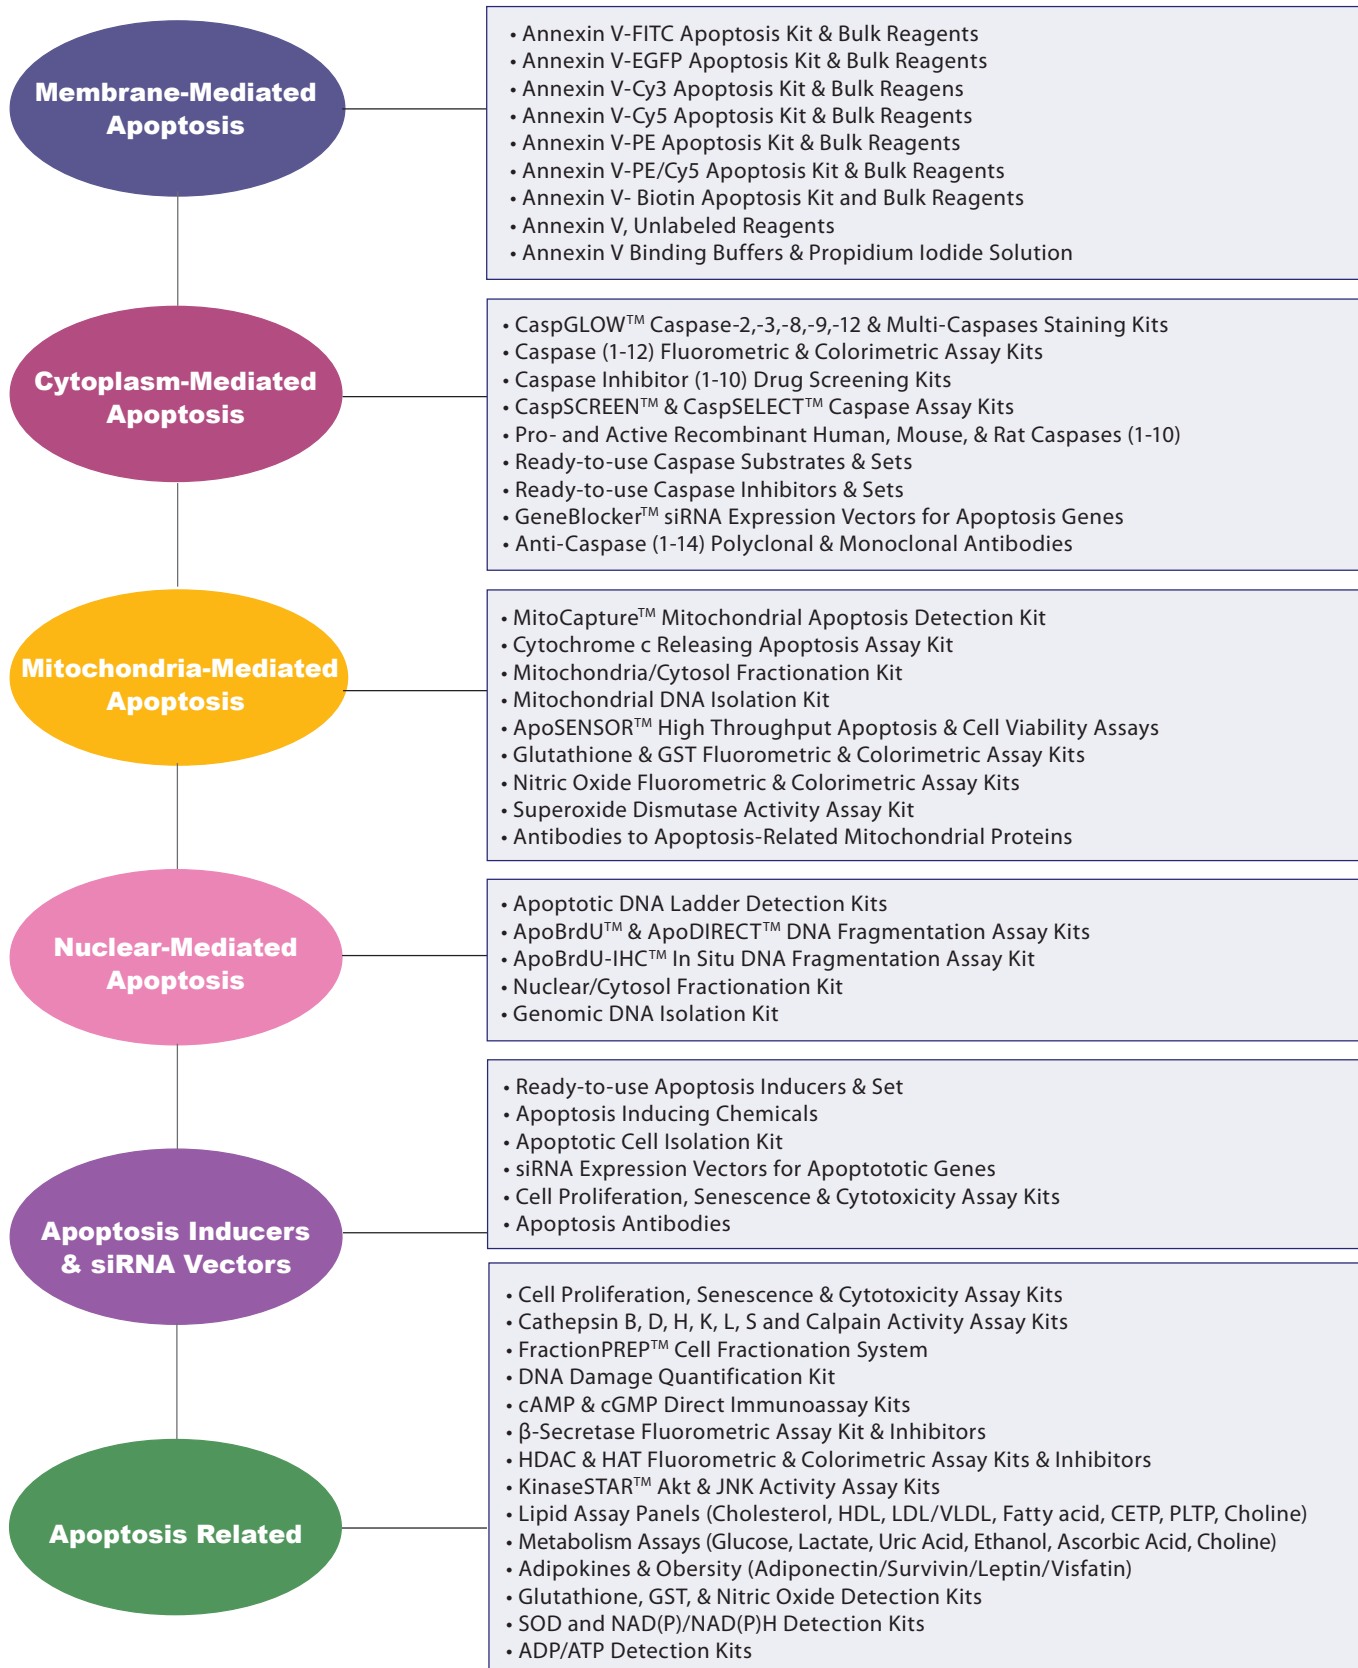 Membrane-Mediated
Apoptosis
• Annexin V-FITC Apoptosis Kit & Bulk Reagents
• Annexin V-EGFP Apoptosis Kit & Bulk Reagents
• Annexin V-Cy3 Apoptosis Kit & Bulk Reagens
• Annexin V-Cy5 Apoptosis Kit & Bulk Reagents
• Annexin V-PE Apoptosis Kit & Bulk Reagents
• Annexin V-PE/Cy5 Apoptosis Kit & Bulk Reagents
• Annexin V- Biotin Apoptosis Kit and Bulk Reagents
• Annexin V, Unlabeled Reagents
• Annexin V Binding Buffers & Propidium Iodide Solution
Cytoplasm-Mediated
Apoptosis
• CaspGLOW™ Caspase-2,-3,-8,-9,-12 & Multi-Caspases Staining Kits
• Caspase (1-12) Fluorometric & Colorimetric Assay Kits
• Caspase Inhibitor (1-10) Drug Screening Kits
• CaspSCREEN™ & CaspSELECT™ Caspase Assay Kits
• Pro- and Active Recombinant Human, Mouse, & Rat Caspases (1-10)
• Ready-to-use Caspase Substrates & Sets
• Ready-to-use Caspase Inhibitors & Sets
• GeneBlocker™ siRNA Expression Vectors for Apoptosis Genes
• Anti-Caspase (1-14) Polyclonal & Monoclonal Antibodies
Mitochondria-Mediated
Apoptosis
• MitoCapture™ Mitochondrial Apoptosis Detection Kit
• Cytochrome c Releasing Apoptosis Assay Kit
• Mitochondria/Cytosol Fractionation Kit
• Mitochondrial DNA Isolation Kit
• ApoSENSOR™ High Throughput Apoptosis & Cell Viability Assays
• Glutathione & GST Fluorometric & Colorimetric Assay Kits
• Nitric Oxide Fluorometric & Colorimetric Assay Kits
• Superoxide Dismutase Activity Assay Kit
• Antibodies to Apoptosis-Related Mitochondrial Proteins
Nuclear-Mediated
Apoptosis
• Apoptotic DNA Ladder Detection Kits
• ApoBrdU™ & ApoDIRECT™ DNA Fragmentation Assay Kits
• ApoBrdU-IHC™ In Situ DNA Fragmentation Assay Kit
• Nuclear/Cytosol Fractionation Kit
• Genomic DNA Isolation Kit
Apoptosis Inducers
& siRNA Vectors
• Ready-to-use Apoptosis Inducers & Set
• Apoptosis Inducing Chemicals
• Apoptotic Cell Isolation Kit
• siRNA Expression Vectors for Apoptototic Genes
• Cell Proliferation, Senescence & Cytotoxicity Assay Kits
• Apoptosis Antibodies
Apoptosis Related
• Cell Proliferation, Senescence & Cytotoxicity Assay Kits
• Cathepsin B, D, H, K, L, S and Calpain Activity Assay Kits
• FractionPREP™ Cell Fractionation System
• DNA Damage Quantification Kit
• cAMP & cGMP Direct Immunoassay Kits
• β-Secretase Fluorometric Assay Kit & Inhibitors
• HDAC & HAT Fluorometric & Colorimetric Assay Kits & Inhibitors
• KinaseSTAR™ Akt & JNK Activity Assay Kits
• Lipid Assay Panels (Cholesterol, HDL, LDL/VLDL, Fatty acid, CETP, PLTP, Choline)
• Metabolism Assays (Glucose, Lactate, Uric Acid, Ethanol, Ascorbic Acid, Choline)
• Adipokines & Obersity (Adiponectin/Survivin/Leptin/Visfatin)
• Glutathione, GST, & Nitric Oxide Detection Kits
• SOD and NAD(P)/NAD(P)H Detection Kits
• ADP/ATP Detection Kits